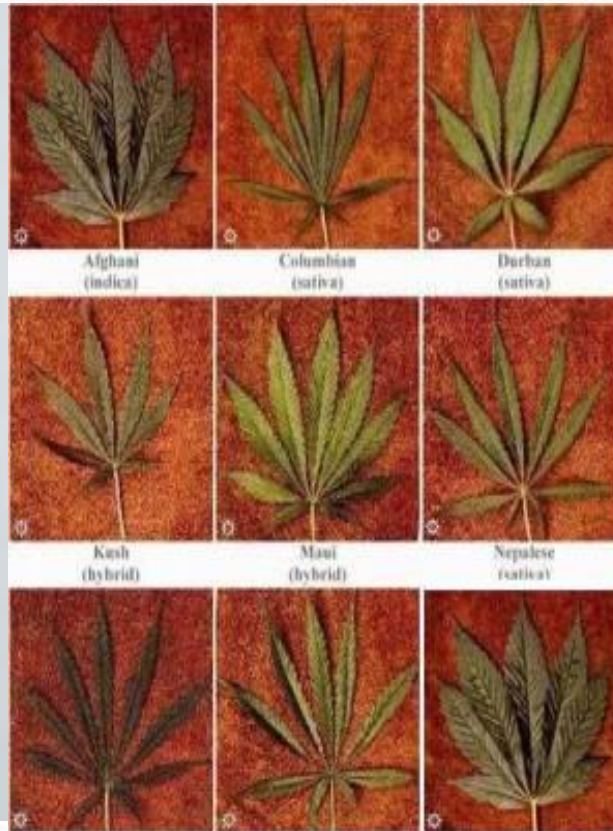 Afghani
(indica)
Columbian
(sativa)
Durban
(sativa)
Kush
(hybrid)
Maui
(hybrid)
Nepalese
(sativa)